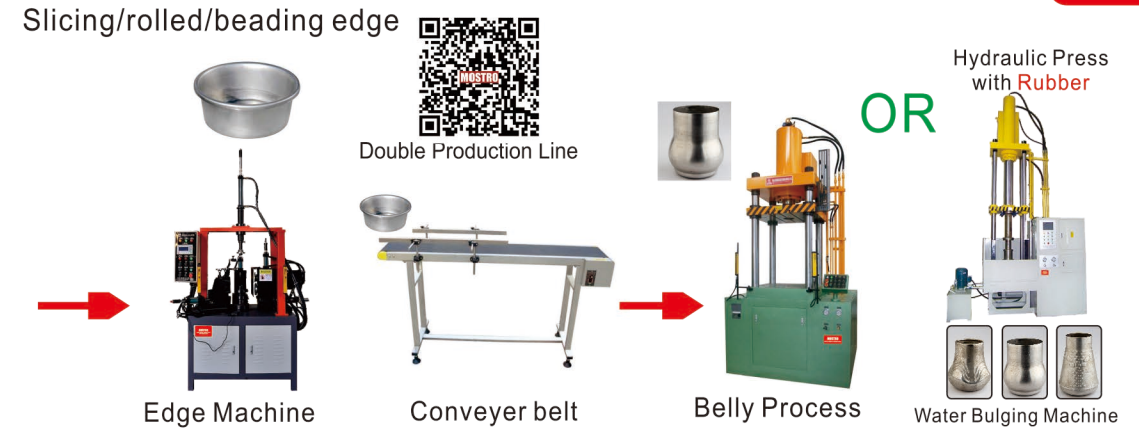 Slicing/rolled/beading edge
MOSTRO
Double Production Line
OR
Hydraulic Press
with Rubber
Edge Machine
Conveyer belt
Belly Process
Water Bulging Machine